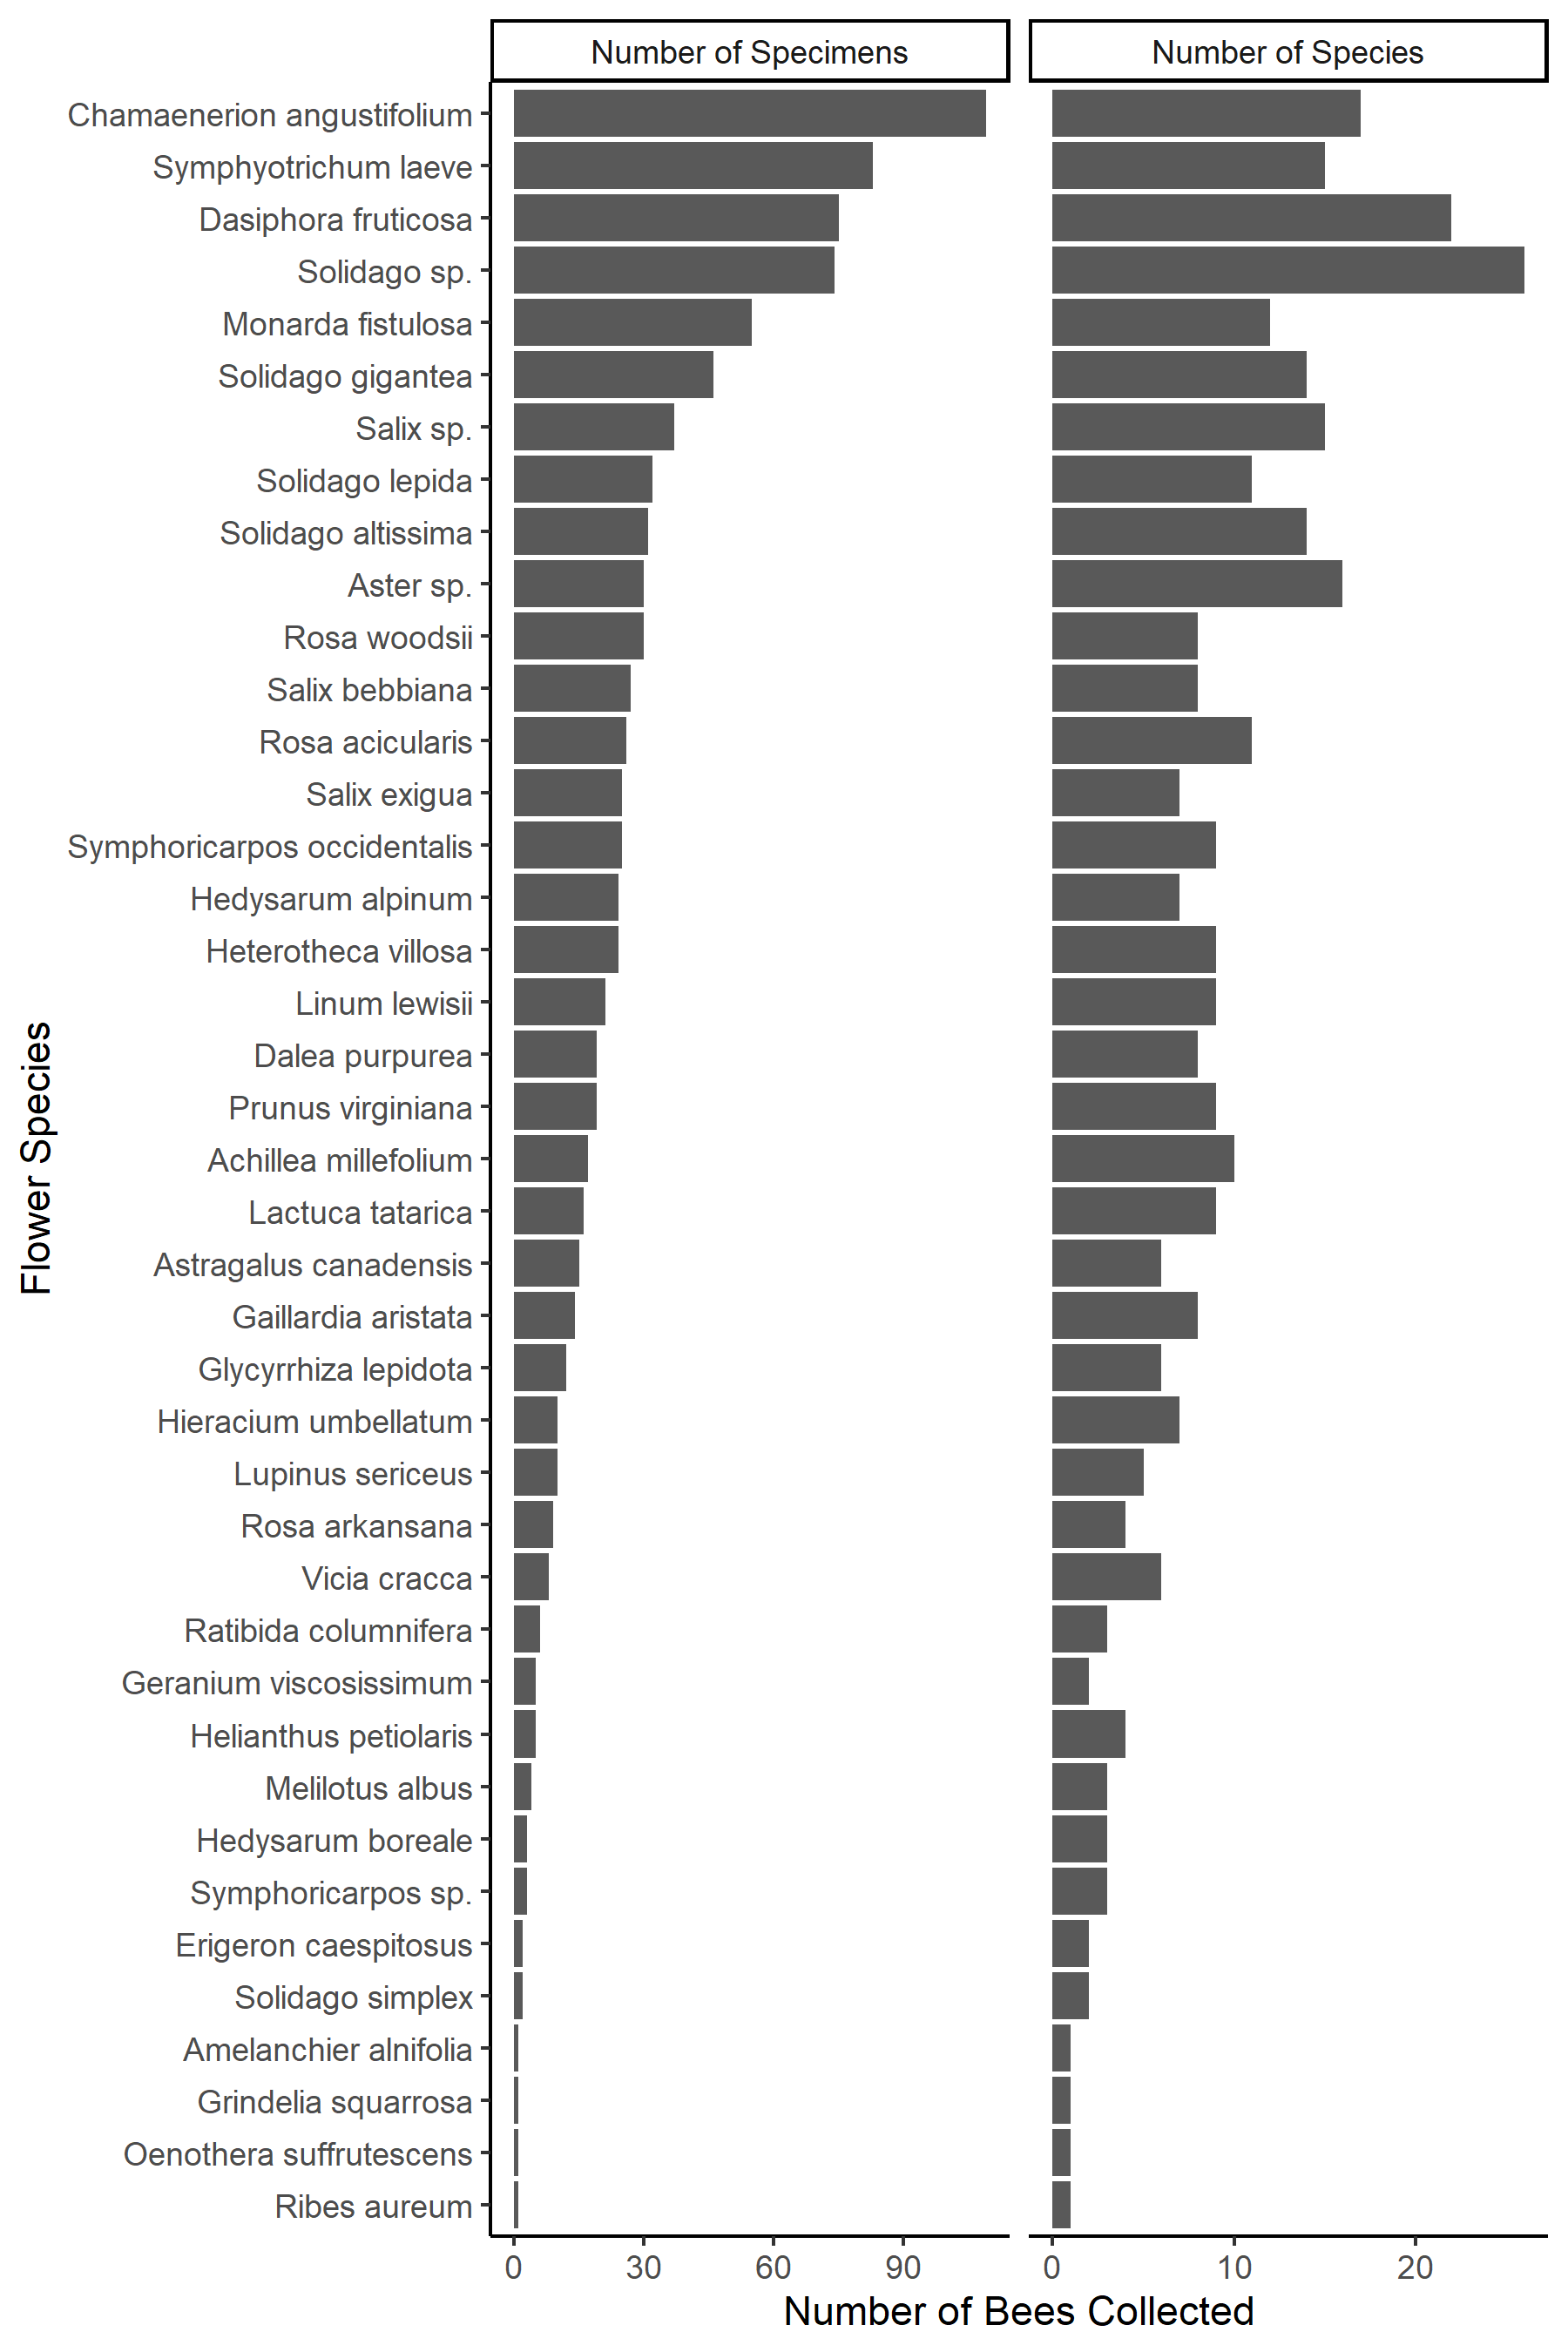 Number of Specimens
Number of Species
Chamaenerion angustifolium
Symphyotrichum laeve
Dasiphora fruticosa
Solidago sp.
Monarda fistulosa
Solidago gigantea
Salix sp.
Solidago lepida
Solidago altissima
Aster sp.
Rosa woodsii
Salix bebbiana
Rosa acicularis
Salix exigua
Symphoricarpos occidentalis
Hedysarum alpinum
Heterotheca villosa
Linum lewisii
Dalea purpurea
Prunus virginiana
Achillea millefolium
Lactuca tatarica
Astragalus canadensis
Gaillardia aristata
Glycyrrhiza lepidota
Hieracium umbellatum
Lupinus sericeus
Rosa arkansana
Vicia cracca
Ratibida columnifera
Geranium viscosissimum
Helianthus petiolaris
Melilotus albus
Hedysarum boreale
Symphoricarpos sp.
Erigeron caespitosus
Solidago simplex
Amelanchier alnifolia
Grindelia squarrosa
Oenothera suffrutescens
Ribes aureum
Flower Species
0 30 60 90
0 10 20
Number of Bees Collected